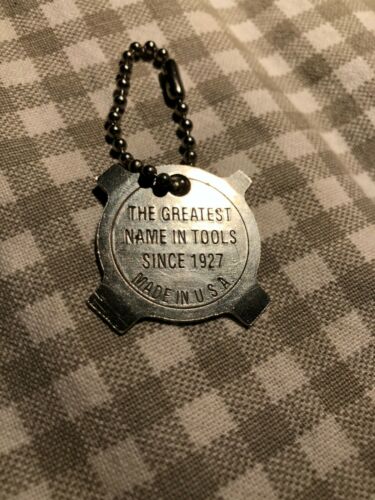 THE GREATEST
NAME IN TOOLS
SINCE 1927
MADE IN U.S.A